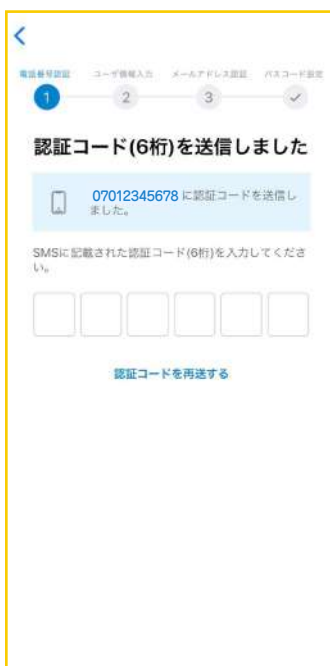 電話番号認証 ユーザ情報入力 メールアドレス認証 パスコード設定
1 2 3
認証コード(6桁)を送信しました
07012345678 に認証コードを送信し
ました。
SMSに記載された認証コード(6桁)を入力してくださ
い。
認証コードを再送する